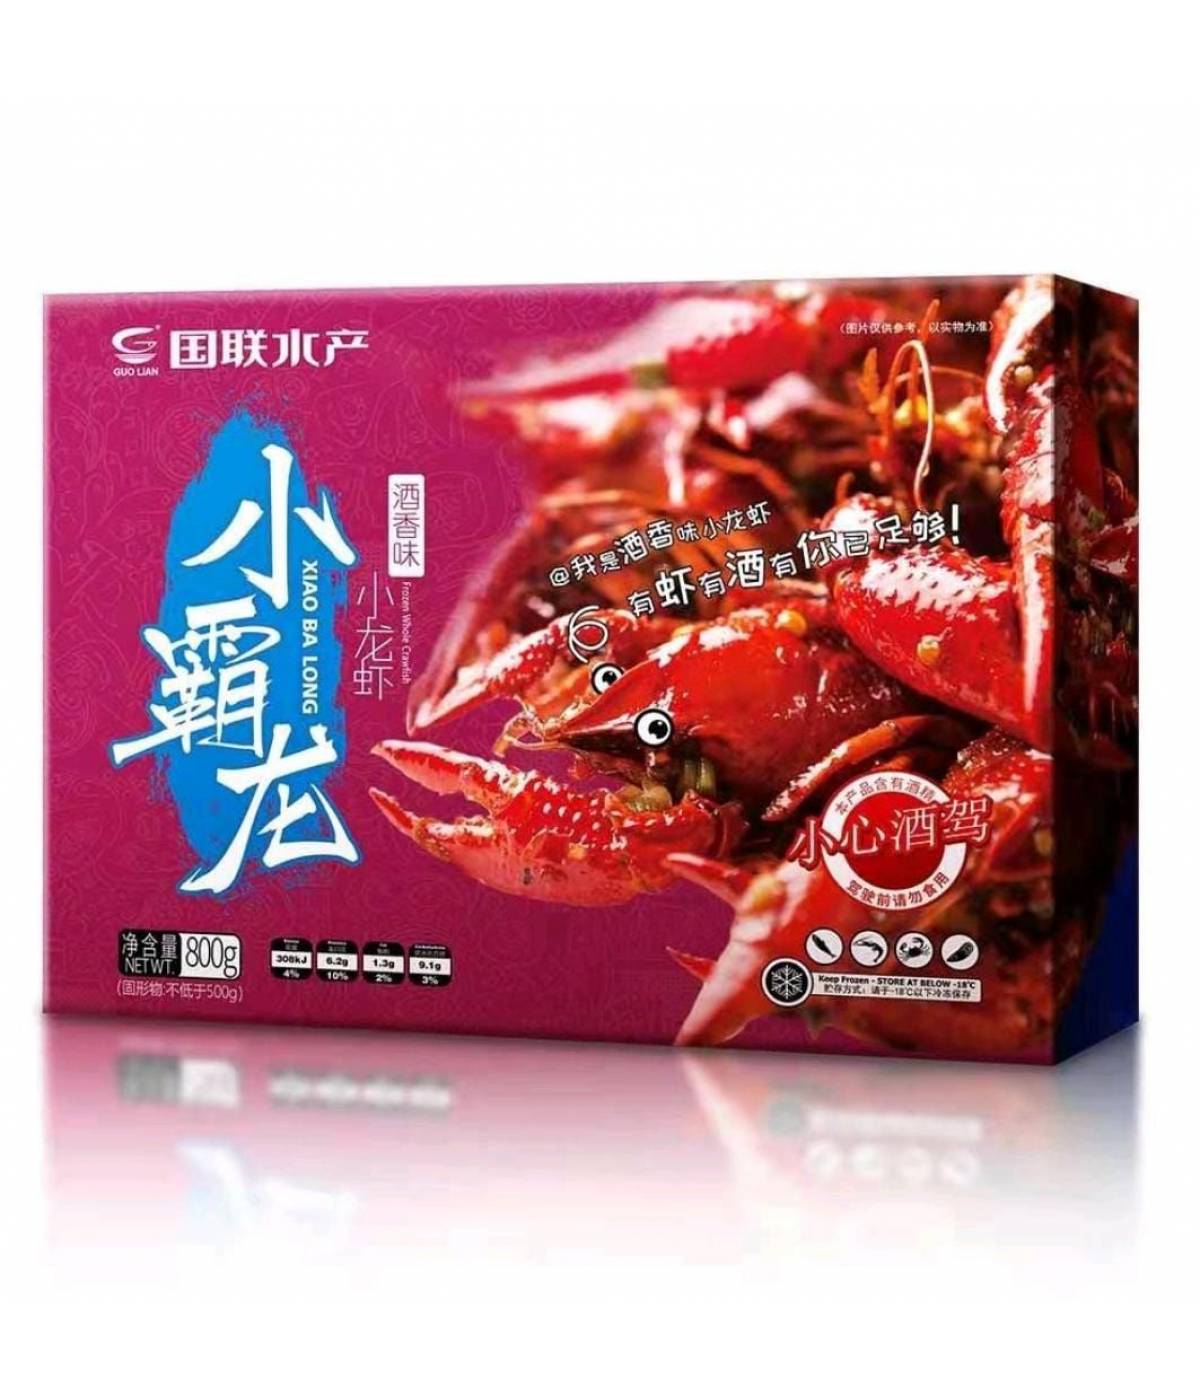 国联水产
GUO LIAN
(图片仅供参考，以实物为准)
小霸龙
XIAO BA LONG
酒香味
小龙虾
Frozen Whole Crawfish
@我是酒香味小龙虾
有虾有酒有你已足够!
本产品含有酒精
小心酒驾
驾驶前请勿食用
净含量
NETWT. 800g
(固形物:不低于500g)
308kJ 6.2g 1.3g 9.1g
4% 10% 2% 3%
Keep Frozen - STORE AT BELOW -18℃
贮存方式：请于-18℃以下冷冻保存